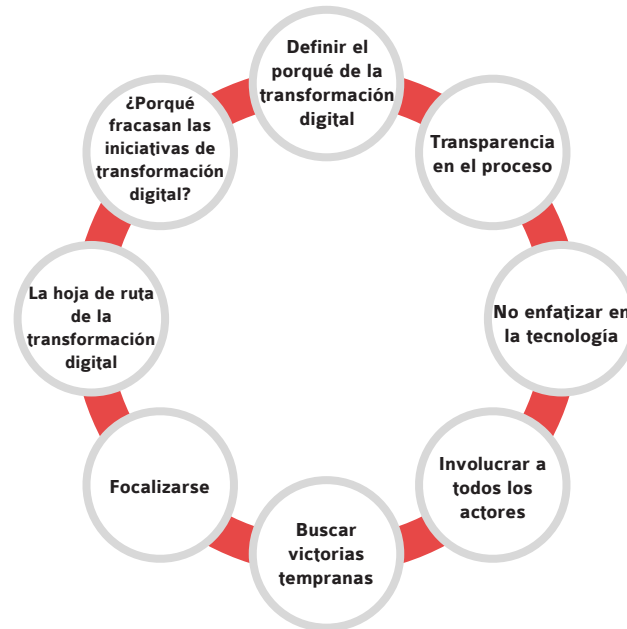 Definir el
porqué de la
transformación
digital
Transparencia
en el proceso
No enfatizar en
la tecnología
Involucrar a
todos los
actores
Buscar
victorias
tempranas
Focalizarse
La hoja de ruta
de la
transformación
digital
¿Porqué
fracasan las
iniciativas de
transformación
digital?